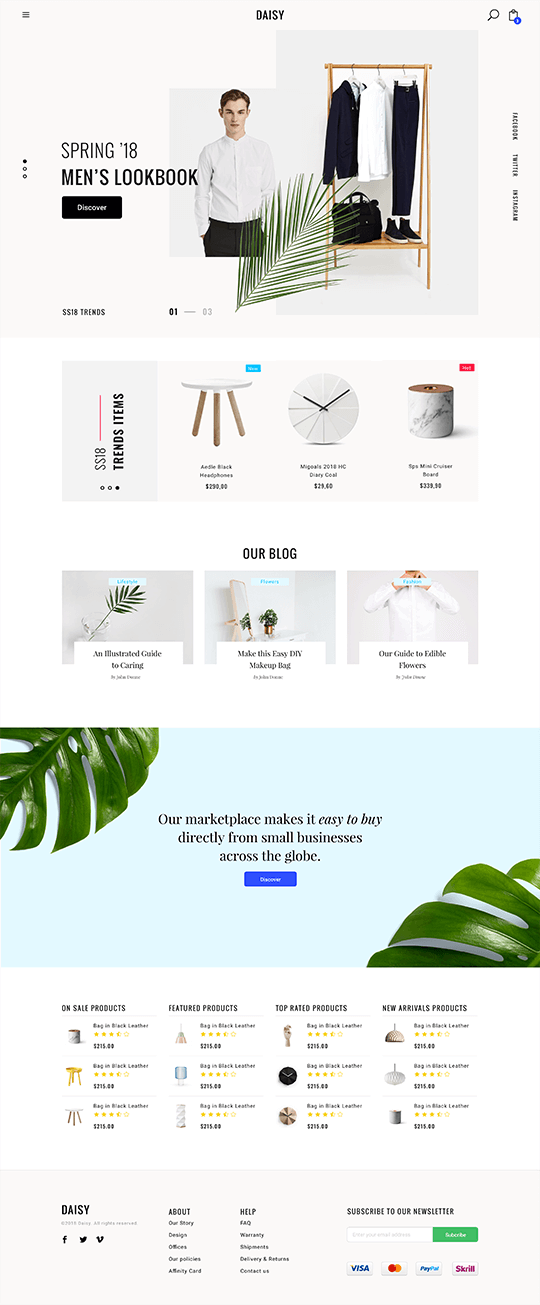 DAISY
FACEBOOK
TWITTER
INSTAGRAM
SPRING ’18
MEN’S LOOKBOOK
Discover
SS18 TRENDS
01 — 03
SS18
TRENDS ITEMS
New
Aedle Black
Headphones
$290,00
Migoals 2018 HC
Diary Coal
$29,60
Hot
Sps Mini Cruiser
Board
$339,90
OUR BLOG
Lifestyle
An Illustrated Guide
to Caring
by John Doeuse
Flowers
Make this Easy DIY
Makeup Bag
by John Doeuse
Fashion
Our Guide to Edible
Flowers
by John Doeuse
Our marketplace makes it easy to buy
directly from small businesses
across the globe.
Discover
ON SALE PRODUCTS
Bag in Black Leather
$215.00
Bag in Black Leather
$215.00
Bag in Black Leather
$215.00
FEATURED PRODUCTS
Bag in Black Leather
$215.00
Bag in Black Leather
$215.00
Bag in Black Leather
$215.00
TOP RATED PRODUCTS
Bag in Black Leather
$215.00
Bag in Black Leather
$215.00
Bag in Black Leather
$215.00
NEW ARRIVALS PRODUCTS
Bag in Black Leather
$215.00
Bag in Black Leather
$215.00
Bag in Black Leather
$215.00
DAISY
All rights reserved.
ABOUT
Our Story
Design
Offices
Our policies
Affinity Card
HELP
FAQ
Warranty
Shipments
Delivery & Returns
Contact us
SUBSCRIBE TO OUR NEWSLETTER
Enter your email address
Subcribe
VISA
MasterCard
PayPal
Skrill